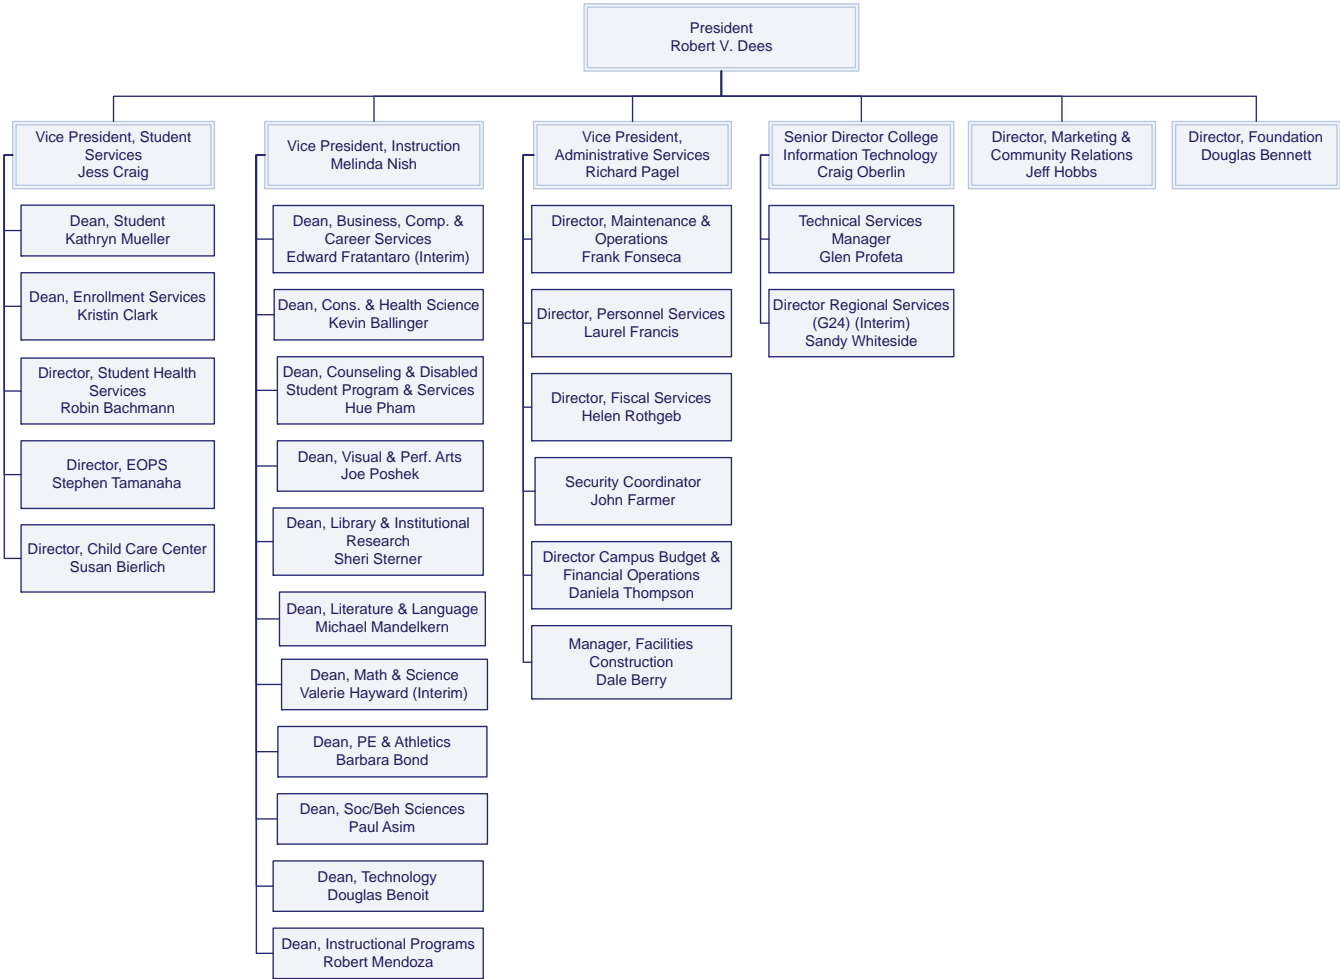 President
Robert V. Dees
Vice President, Student
Services
Jess Craig
Dean, Student
Kathryn Mueller
Dean, Enrollment Services
Kristin Clark
Director, Student Health
Services
Robin Bachmann
Director, EOPS
Stephen Tamanaha
Director, Child Care Center
Susan Bierlich
Vice President, Instruction
Melinda Nish
Dean, Business, Comp. &
Career Services
Edward Fratantaro (Interim)
Dean, Cons. & Health Science
Kevin Ballinger
Dean, Counseling & Disabled
Student Program & Services
Hue Pham
Dean, Visual & Perf. Arts
Joe Poshek
Dean, Library & Institutional
Research
Sheri Sterner
Dean, Literature & Language
Michael Mandelkern
Dean, Math & Science
Valerie Hayward (Interim)
Dean, PE & Athletics
Barbara Bond
Dean, Soc/Beh Sciences
Paul Asim
Dean, Technology
Douglas Benoit
Dean, Instructional Programs
Robert Mendoza
Vice President,
Administrative Services
Richard Pagel
Director, Maintenance &
Operations
Frank Fonseca
Director, Personnel Services
Laurel Francis
Director, Fiscal Services
Helen Rothgeb
Security Coordinator
John Farmer
Director Campus Budget &
Financial Operations
Daniela Thompson
Manager, Facilities
Construction
Dale Berry
Senior Director College
Information Technology
Craig Oberlin
Technical Services
Manager
Glen Profeta
Director Regional Services
(G24) (Interim)
Sandy Whiteside
Director, Marketing &
Community Relations
Jeff Hobbs
Director, Foundation
Douglas Bennett